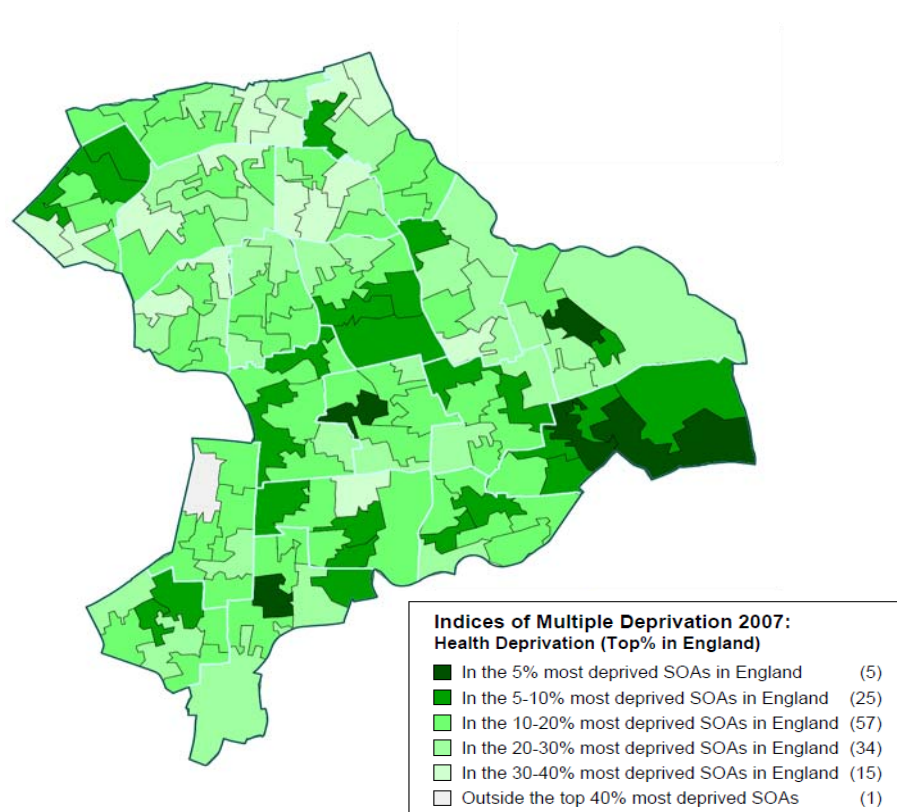 Indices of Multiple Deprivation 2007:
Health Deprivation (Top% in England)
In the 5% most deprived SOAs in England (5)
In the 5-10% most deprived SOAs in England (25)
In the 10-20% most deprived SOAs in England (57)
In the 20-30% most deprived SOAs in England (34)
In the 30-40% most deprived SOAs in England (15)
Outside the top 40% most deprived SOAs (1)